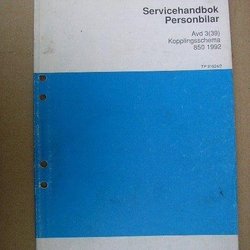 Servicehandbok
Personbilar
Avd 3(39)
Kopplingsschema
850 1992